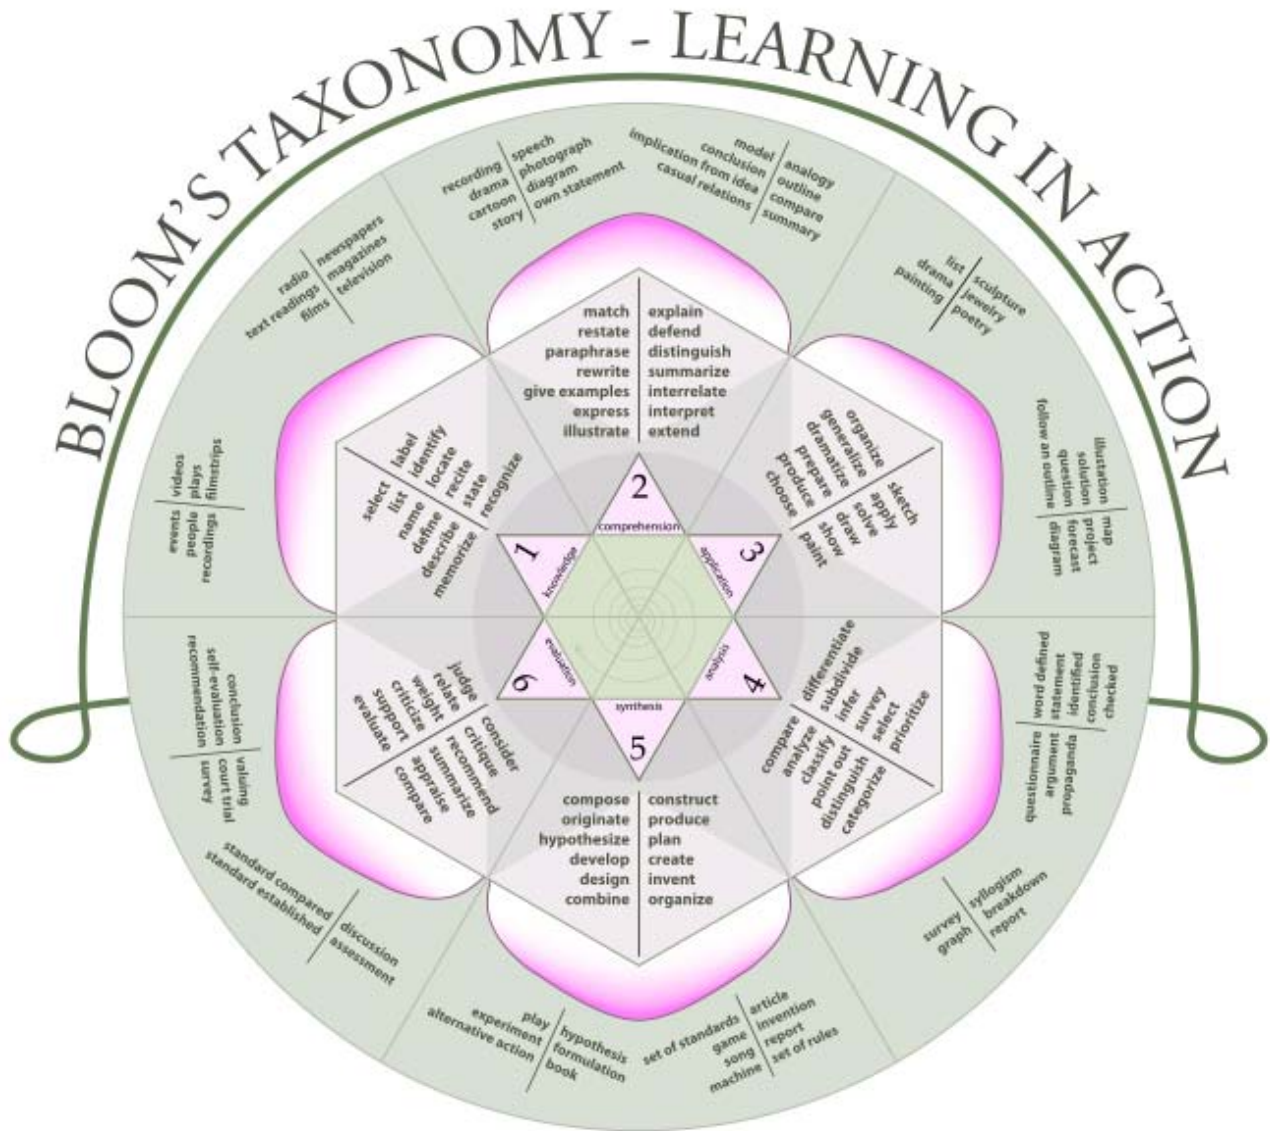 BLOOM'S TAXONOMY - LEARNING IN ACTION
1
knowledge
select
list
name
define
describe
memorize
label
identify
locate
recite
state
recognize
events
people
recordings
videos
plays
filmstrips
radio
text readings
films
newspapers
magazines
television
2
comprehension
match
restate
paraphrase
rewrite
give examples
express
illustrate
explain
defend
distinguish
summarize
interrelate
interpret
extend
recording
drama
cartoon
story
speech
photograph
diagram
own statement
model
conclusion
implication from idea
casual relations
analogy
outline
compare
summary
3
application
organize
generalize
dramatize
prepare
produce
choose
sketch
apply
solve
draw
show
paint
list
drama
painting
sculpture
jewelry
poetry
illustation
solution
question
follow an outline
map
project
forecast
diagram
4
analysis
compare
analyze
classify
point out
distinguish
categorize
differentiate
subdivide
infer
survey
select
prioritize
word defined
statement
identified
conclusion
checked
questionnaire
argument
propaganda
survey
graph
syllogism
breakdown
report
5
synthesis
compose
originate
hypothesize
develop
design
combine
construct
produce
plan
create
invent
organize
set of standards
game
song
machine
article
invention
report
set of rules
play
experiment
alternative action
hypothesis
formulation
book
6
evaluation
judge
relate
weight
criticize
support
evaluate
consider
critique
recommend
summarize
appraise
compare
standard compared
standard established
discussion
assessment
conclusion
self-evaluation
recommendation
valuing
court trial
survey